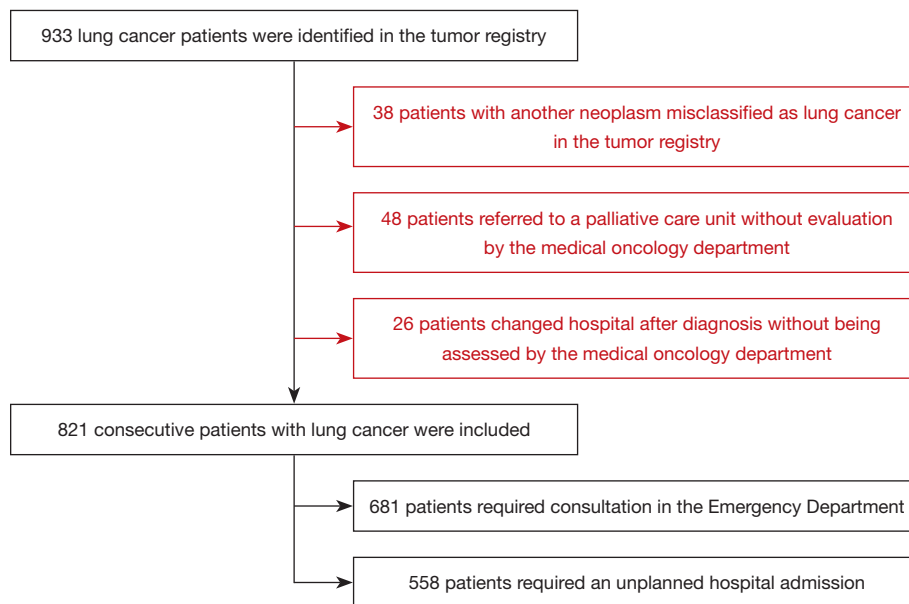 933 lung cancer patients were identified in the tumor registry
38 patients with another neoplasm misclassified as lung cancer
in the tumor registry
48 patients referred to a palliative care unit without evaluation
by the medical oncology department
26 patients changed hospital after diagnosis without being
assessed by the medical oncology department
821 consecutive patients with lung cancer were included
681 patients required consultation in the Emergency Department
558 patients required an unplanned hospital admission